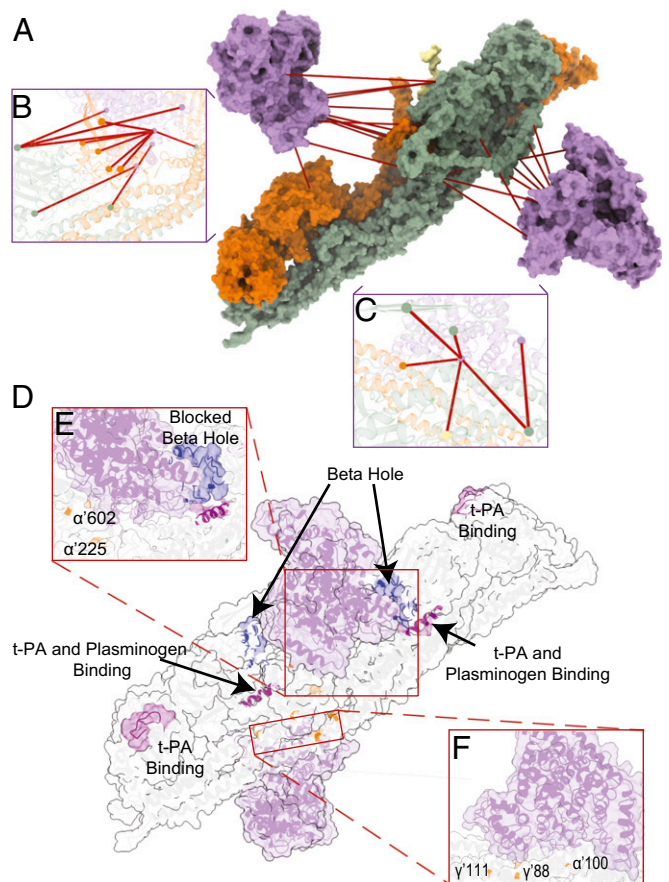 A
B
C
D
E
Blocked
Beta Hole
α'602
α'225
Beta Hole
t-PA
Binding
t-PA and Plasminogen
Binding
t-PA and
Plasminogen Binding
t-PA
Binding
F
γ'111
γ'88
α'100